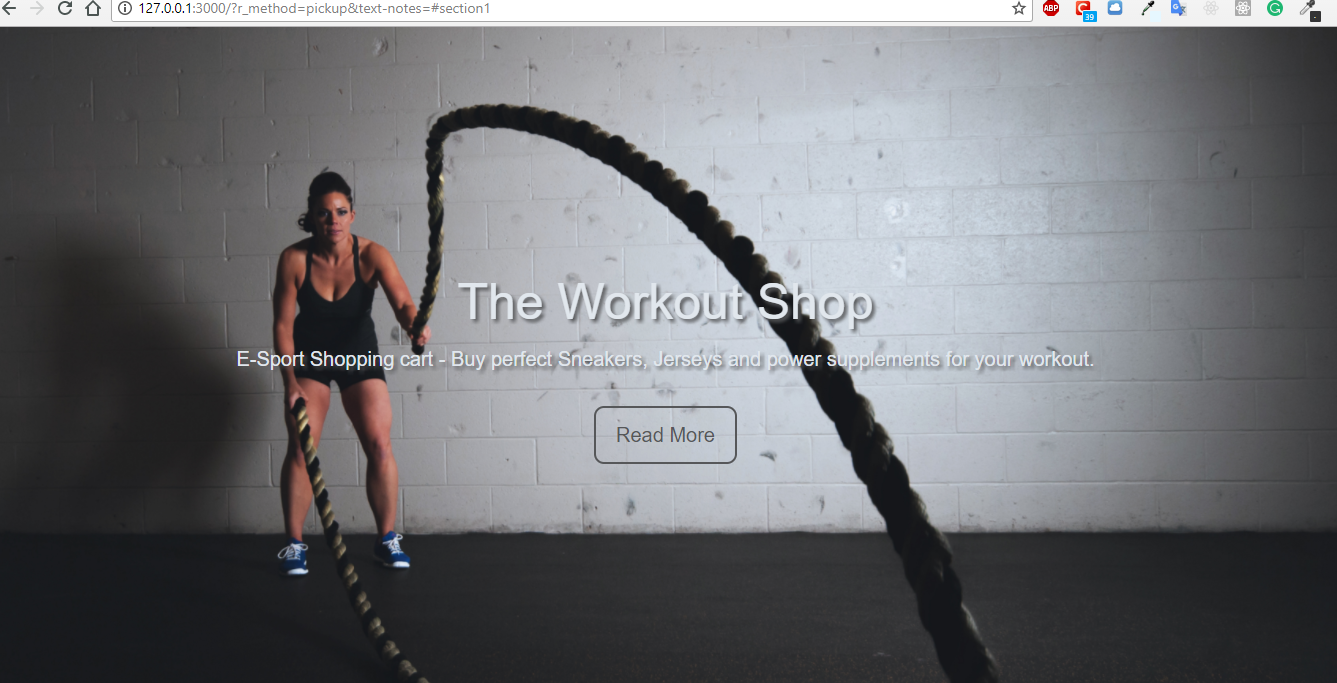 127.0.0.1:3000/?r_method=pickup&text-notes=#section1
ABP
39
The Workout Shop
E-Sport Shopping cart - Buy perfect Sneakers, Jerseys and power supplements for your workout.
Read More